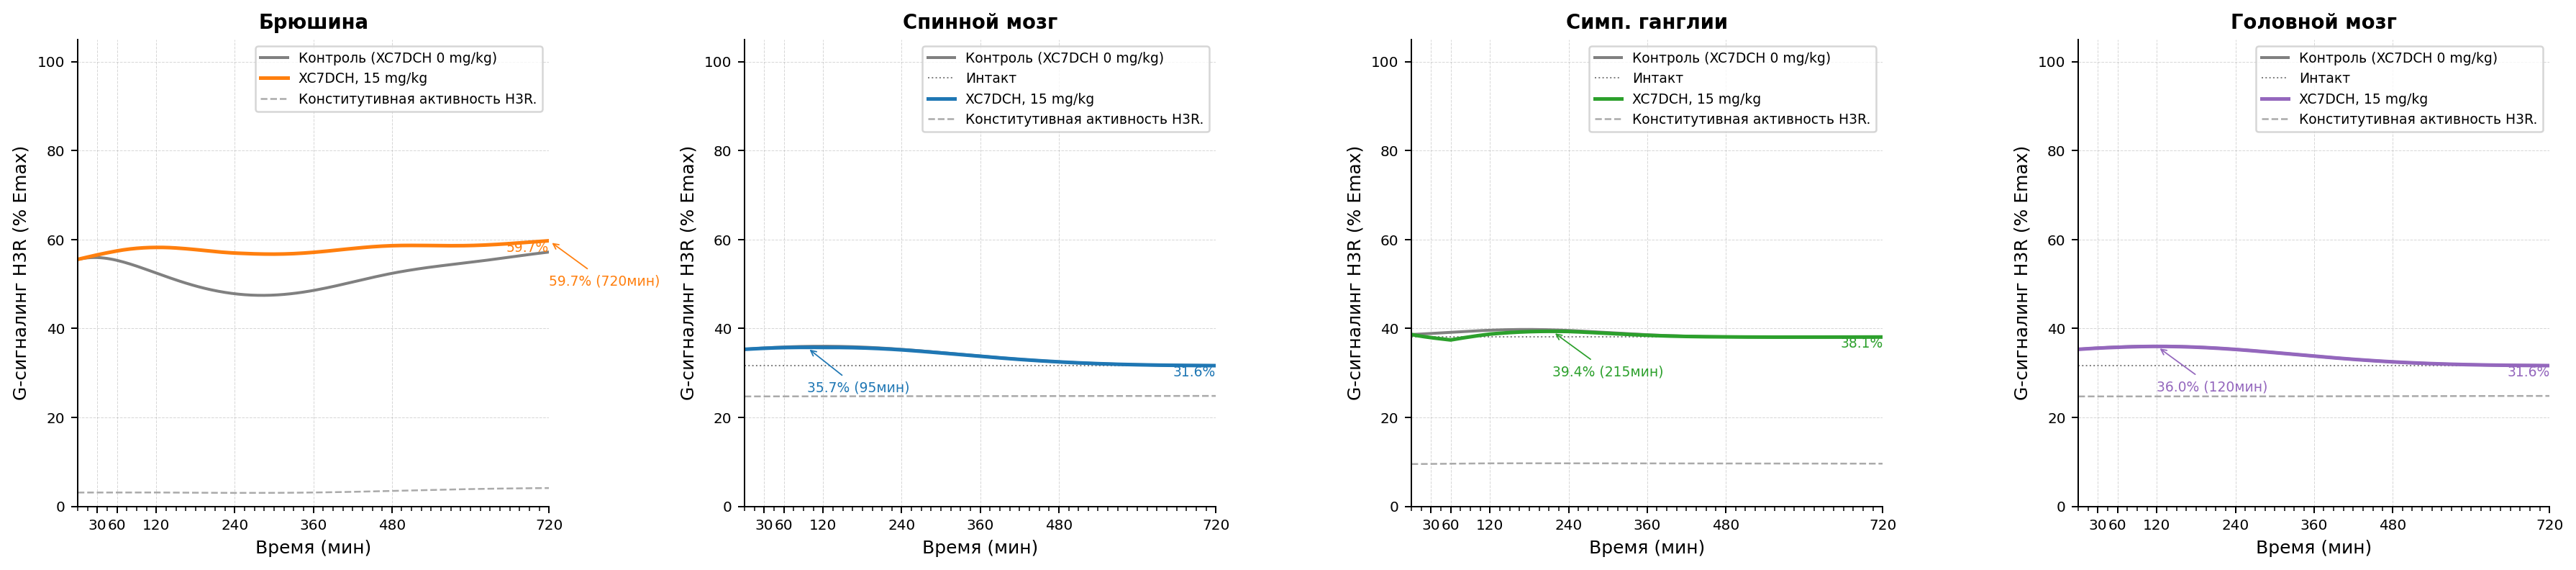 Брюшина
G-сигналинг H3R (% Emax)
100
80
60
40
20
0
Контроль (XC7DCH 0 mg/kg)
XC7DCH, 15 mg/kg
Конститутивная активность H3R.
59.7%
59.7% (720мин)
30 60 120 240 360 480 720
Время (мин)
Спинной мозг
G-сигналинг H3R (% Emax)
100
80
60
40
20
0
Контроль (XC7DCH 0 mg/kg)
Интакт
XC7DCH, 15 mg/kg
Конститутивная активность H3R.
31.6%
35.7% (95мин)
30 60 120 240 360 480 720
Время (мин)
Симп. ганглии
G-сигналинг H3R (% Emax)
100
80
60
40
20
0
Контроль (XC7DCH 0 mg/kg)
Интакт
XC7DCH, 15 mg/kg
Конститутивная активность H3R.
38.1%
39.4% (215мин)
30 60 120 240 360 480 720
Время (мин)
Головной мозг
G-сигналинг H3R (% Emax)
100
80
60
40
20
0
Контроль (XC7DCH 0 mg/kg)
Интакт
XC7DCH, 15 mg/kg
Конститутивная активность H3R.
31.6%
36.0% (120мин)
30 60 120 240 360 480 720
Время (мин)